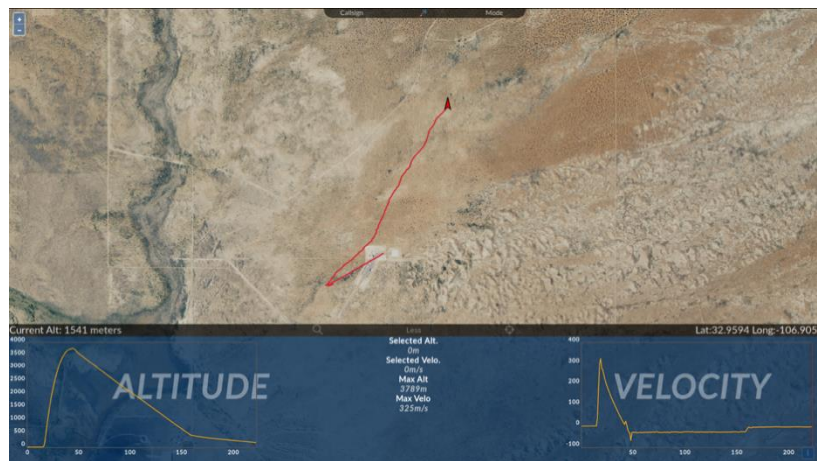 +
-
Callsign
Mode
Current Alt: 1541 meters
Less
Lat:32.9594 Long:-106.905
Selected Alt.
0m
Selected Velo.
0m/s
Max Alt
3789m
Max Velo
325m/s
ALTITUDE
4000
3500
3000
2500
2000
1500
1000
500
0
0
50
100
150
200
VELOCITY
400
300
200
100
0
-100
50
100
150
200